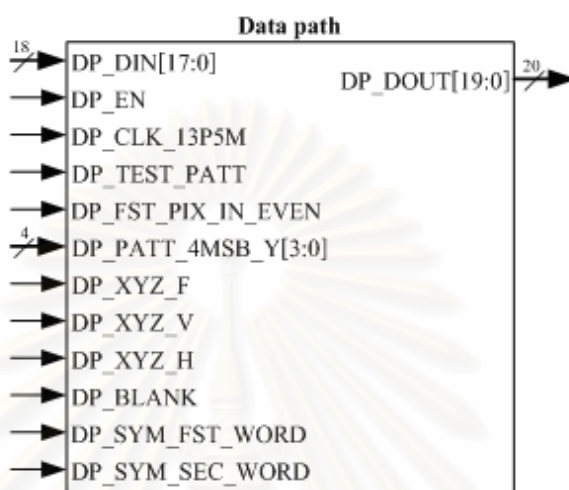 Data path
18
DP_DIN[17:0]
20
DP_DOUT[19:0]
DP_EN
DP_CLK_13P5M
DP_TEST_PATT
DP_FST_PIX_IN_EVEN
4
DP_PATT_4MSB_Y[3:0]
DP_XYZ_F
DP_XYZ_V
DP_XYZ_H
DP_BLANK
DP_SYM_FST_WORD
DP_SYM_SEC_WORD